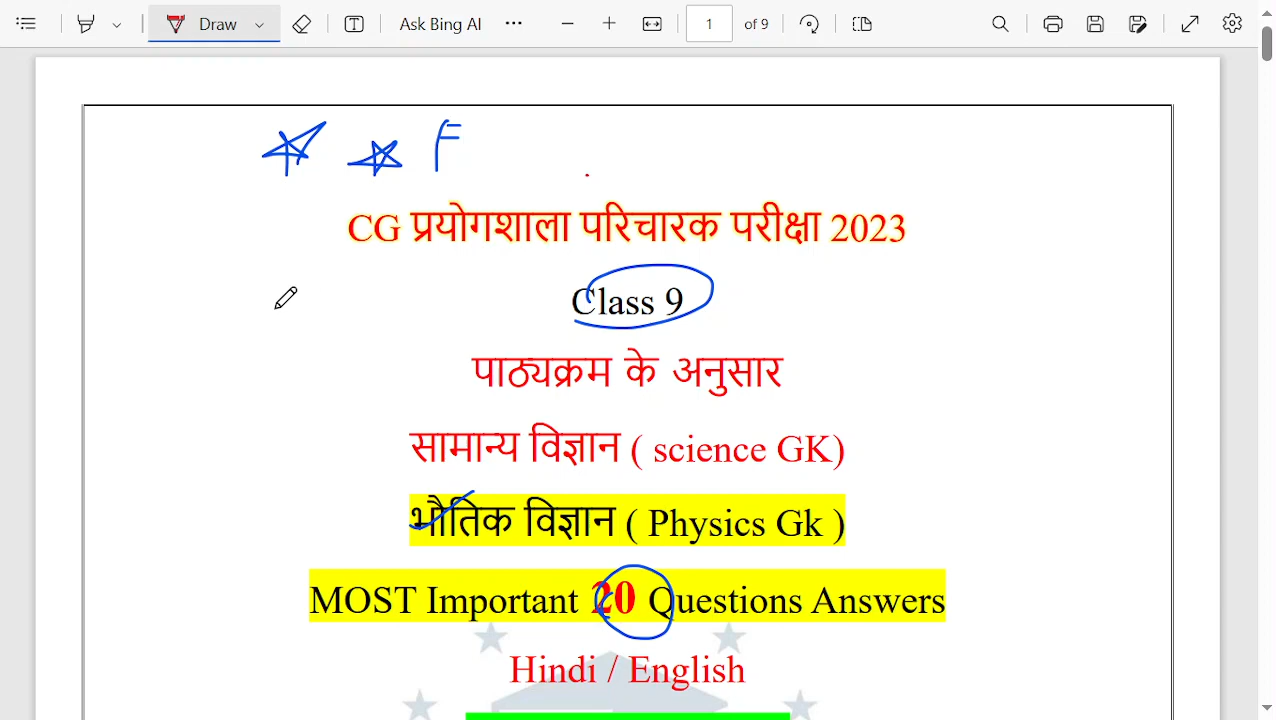 Draw
Ask Bing AI
1 of 9
F
CG प्रयोगशाला परिचारक परीक्षा 2023
Class 9
पाठ्यक्रम के अनुसार
सामान्य विज्ञान ( science GK)
भौतिक विज्ञान ( Physics Gk )
MOST Important 20 Questions Answers
Hindi / English